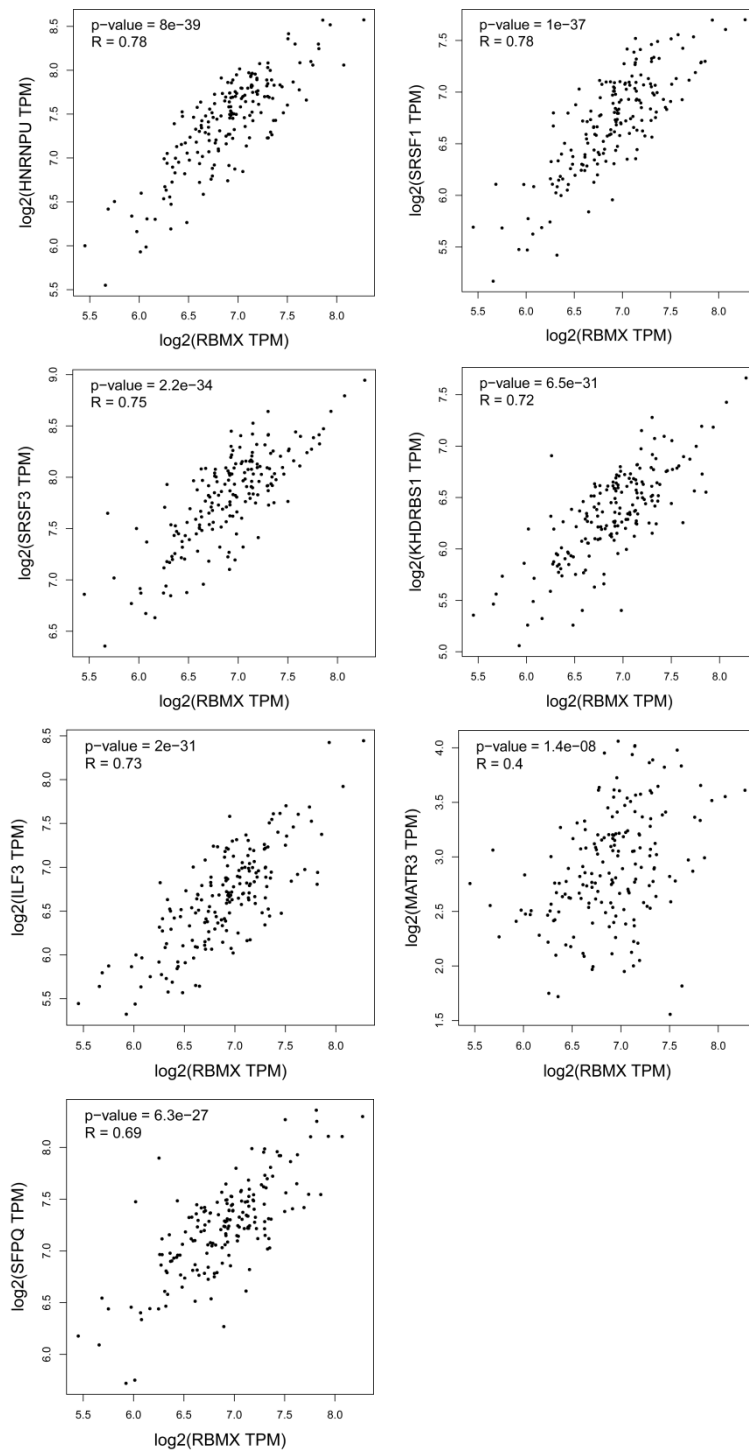 p-value = 8e-39
R = 0.78
log2(HNRNPU TPM)
8.5
8.0
7.5
7.0
6.5
6.0
5.5
5.5 6.0 6.5 7.0 7.5 8.0
log2(RBMX TPM)
p-value = 1e-37
R = 0.78
log2(SRSF1 TPM)
7.5
7.0
6.5
6.0
5.5
5.5 6.0 6.5 7.0 7.5 8.0
log2(RBMX TPM)
p-value = 2.2e-34
R = 0.75
log2(SRSF3 TPM)
9.0
8.5
8.0
7.5
7.0
6.5
5.5 6.0 6.5 7.0 7.5 8.0
log2(RBMX TPM)
p-value = 6.5e-31
R = 0.72
log2(KHDRBS1 TPM)
7.5
7.0
6.5
6.0
5.5
5.0
5.5 6.0 6.5 7.0 7.5 8.0
log2(RBMX TPM)
p-value = 2e-31
R = 0.73
log2(ILF3 TPM)
8.5
8.0
7.5
7.0
6.5
6.0
5.5
5.5 6.0 6.5 7.0 7.5 8.0
log2(RBMX TPM)
p-value = 1.4e-08
R = 0.4
log2(MATR3 TPM)
4.0
3.5
3.0
2.5
2.0
1.5
5.5 6.0 6.5 7.0 7.5 8.0
log2(RBMX TPM)
p-value = 6.3e-27
R = 0.69
log2(SFPQ TPM)
8.0
7.5
7.0
6.5
6.0
5.5 6.0 6.5 7.0 7.5 8.0
log2(RBMX TPM)